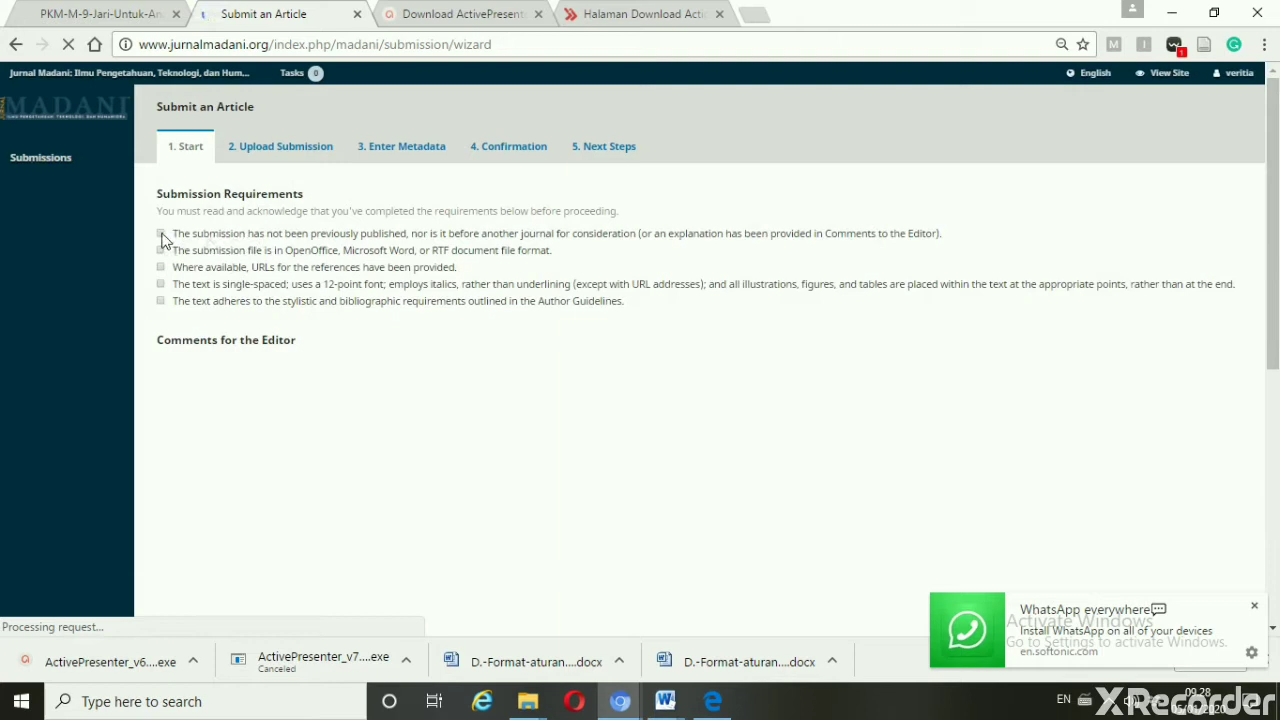 PKM-M-9-Jari-Untuk-An
Submit an Article
Download ActivePresent
Halaman Download Acti
www.jurnalmadani.org/index.php/madani/submission/wizard
M
I
1
G
Jurnal Madani: Ilmu Pengetahuan, Teknologi, dan Hum...
Tasks 0
English
View Site
veritia
MADANI
Submissions
Submit an Article
1. Start
2. Upload Submission
3. Enter Metadata
4. Confirmation
5. Next Steps
Submission Requirements
You must read and acknowledge that you've completed the requirements below before proceeding.
The submission has not been previously published, nor is it before another journal for consideration (or an explanation has been provided in Comments to the Editor).
The submission file is in OpenOffice, Microsoft Word, or RTF document file format.
Where available, URLs for the references have been provided.
The text is single-spaced; uses a 12-point font; employs italics, rather than underlining (except with URL addresses); and all illustrations, figures, and tables are placed within the text at the appropriate points, rather than at the end.
The text adheres to the stylistic and bibliographic requirements outlined in the Author Guidelines.
Comments for the Editor
Processing request...
WhatsApp everywhere
Install WhatsApp on all of your devices
en.softonic.com
Activate Windows
Go to Settings to activate Windows.
ActivePresenter_v6....exe
ActivePresenter_v7....exe
Canceled
D.-Format-aturan....docx
D.-Format-aturan....docx
Type here to search
EN
09.28
05/01/2020
XRecorder